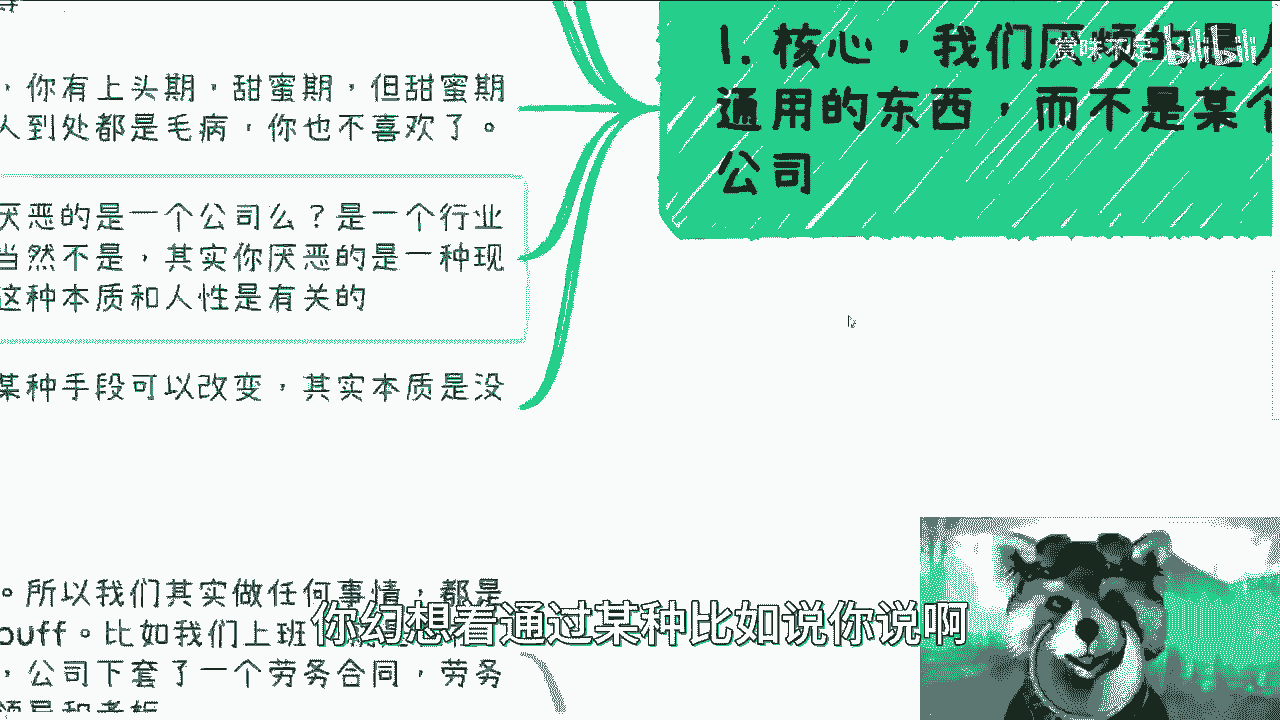 ，你有上头期，甜蜜期，但甜蜜期
人到处都是毛病，你也不喜欢了。
厌恶的是一个公司么？是一个行业
当然不是，其实你厌恶的是一种现
这种本质和人性是有关的
某种手段可以改变，其实本质是没
1. 核心，我们厌烦的是人
通用的东西，而不是某个
公司
bilibili
。所以我们其实做任何事情，都是
buff。比如我们上班
，公司下套了一个劳务合同，劳务
领导和老板
你幻想着通过某种比如说你说啊